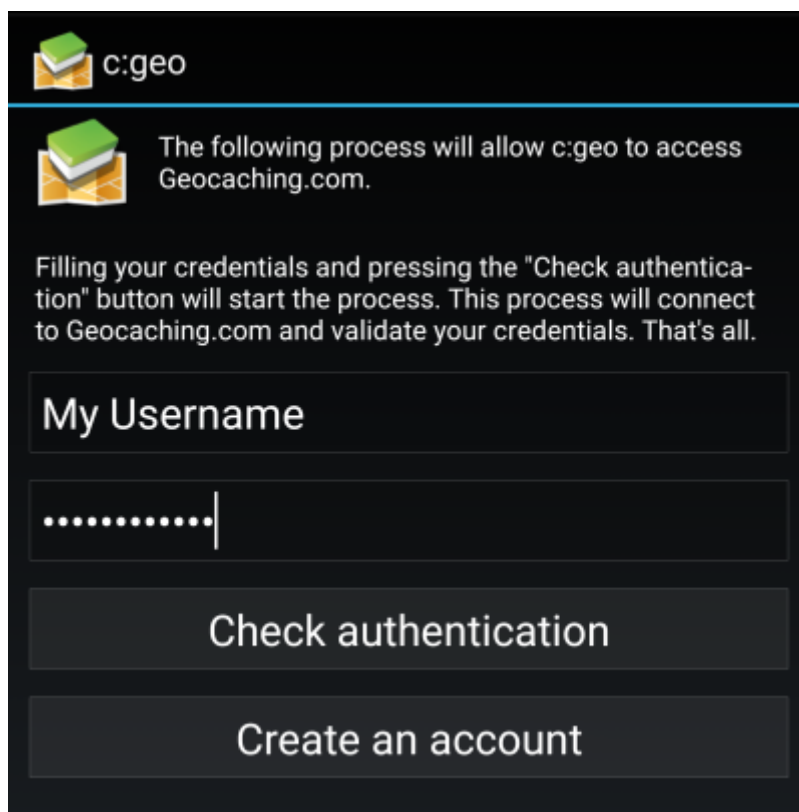 c:geo
The following process will allow c:geo to access
Geocaching.com.
Filling your credentials and pressing the "Check authentica-
tion" button will start the process. This process will connect
to Geocaching.com and validate your credentials. That's all.
My Username
••••••••••••
Check authentication
Create an account